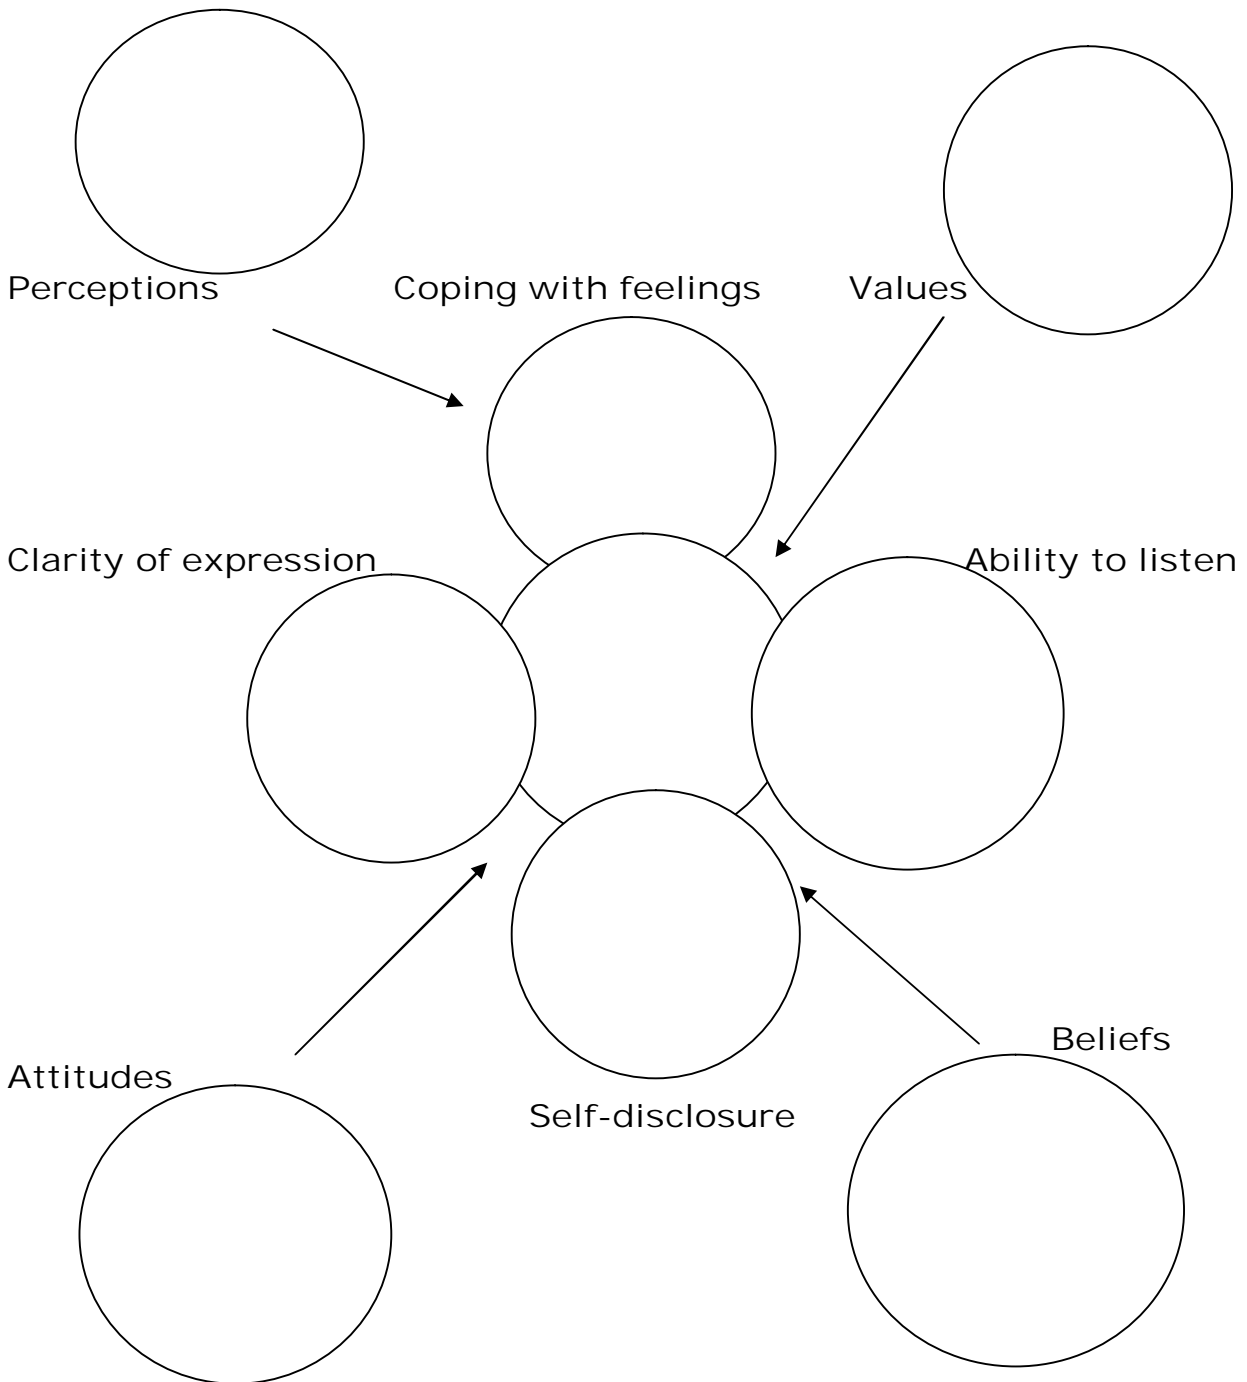 Perceptions
Coping with feelings
Values
Clarity of expression
Ability to listen
Beliefs
Attitudes
Self-disclosure